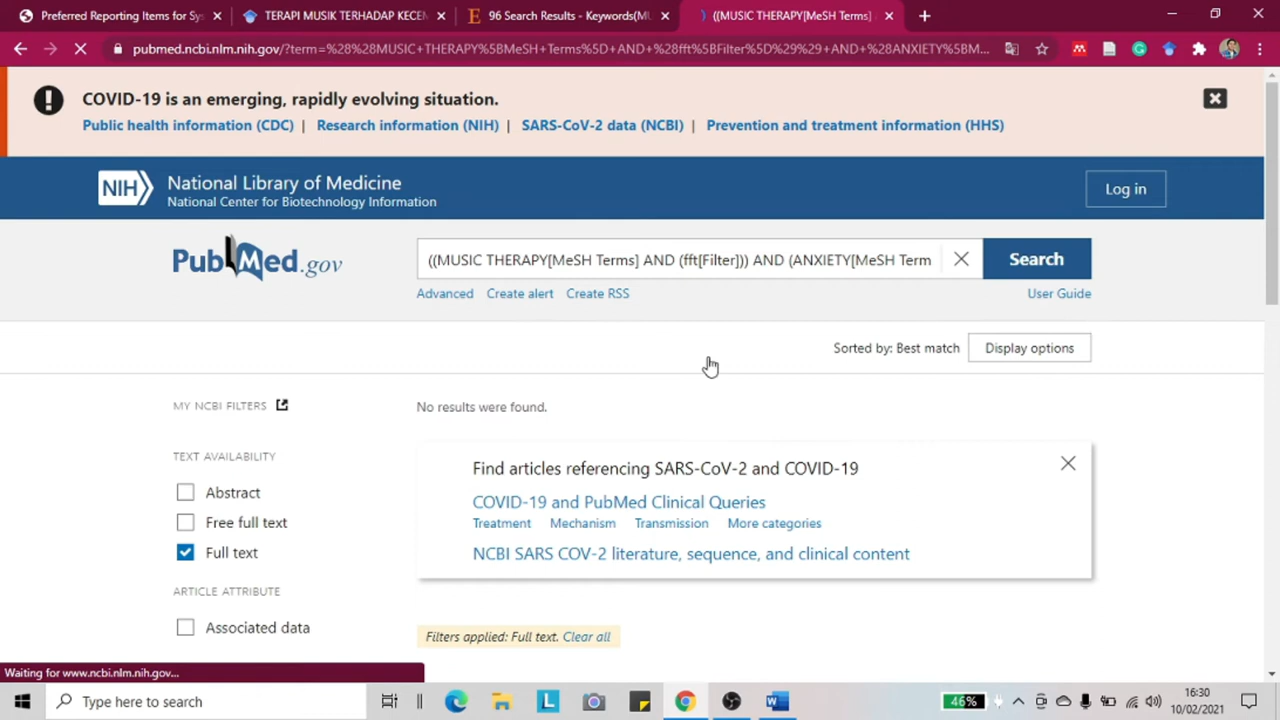 Preferred Reporting Items for Sys
TERAPI MUSIK TERHADAP KECEM
96 Search Results - Keywords(MU
((MUSIC THERAPY[MeSH Terms]
pubmed.ncbi.nlm.nih.gov/?term=%28%28MUSIC+THERAPY%5BMeSH+Terms%5D+AND+%28fft%5BFilter%5D%29%29+AND+%28ANXIETY%5BM...
COVID-19 is an emerging, rapidly evolving situation.
Public health information (CDC) | Research information (NIH) | SARS-CoV-2 data (NCBI) | Prevention and treatment information (HHS)
NIH
National Library of Medicine
National Center for Biotechnology Information
Log in
PubMed.gov
((MUSIC THERAPY[MeSH Terms] AND (fft[Filter])) AND (ANXIETY[MeSH Term
Search
Advanced Create alert Create RSS
User Guide
Sorted by: Best match
Display options
MY NCBI FILTERS
No results were found.
TEXT AVAILABILITY
Abstract
Free full text
Full text
ARTICLE ATTRIBUTE
Associated data
Find articles referencing SARS-CoV-2 and COVID-19
COVID-19 and PubMed Clinical Queries
Treatment Mechanism Transmission More categories
NCBI SARS COV-2 literature, sequence, and clinical content
Filters applied: Full text. Clear all
Waiting for www.ncbi.nlm.nih.gov...
Type here to search
46%
16:30
10/02/2021